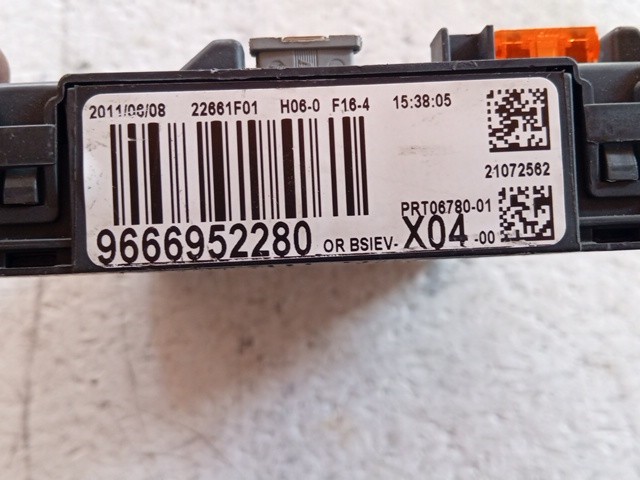 2011/06/08 22661F01 H06-0 F16-4 15:38:05
21072562
PRT06780-01
9666952280 OR BSIEV- X04 -00